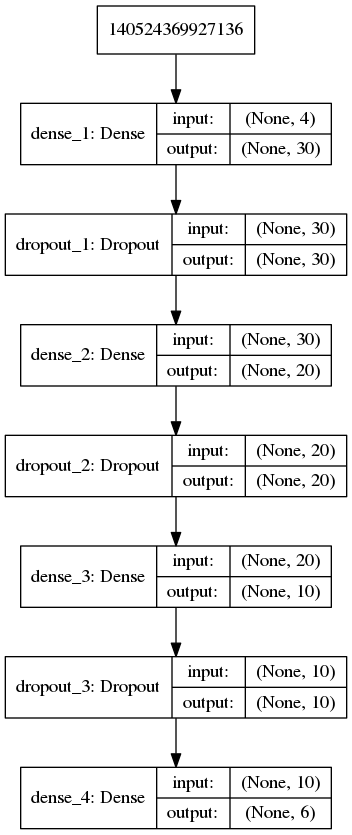 140524369927136
dense_1: Dense
input: (None, 4)
output: (None, 30)
dropout_1: Dropout
input: (None, 30)
output: (None, 30)
dense_2: Dense
input: (None, 30)
output: (None, 20)
dropout_2: Dropout
input: (None, 20)
output: (None, 20)
dense_3: Dense
input: (None, 20)
output: (None, 10)
dropout_3: Dropout
input: (None, 10)
output: (None, 10)
dense_4: Dense
input: (None, 10)
output: (None, 6)